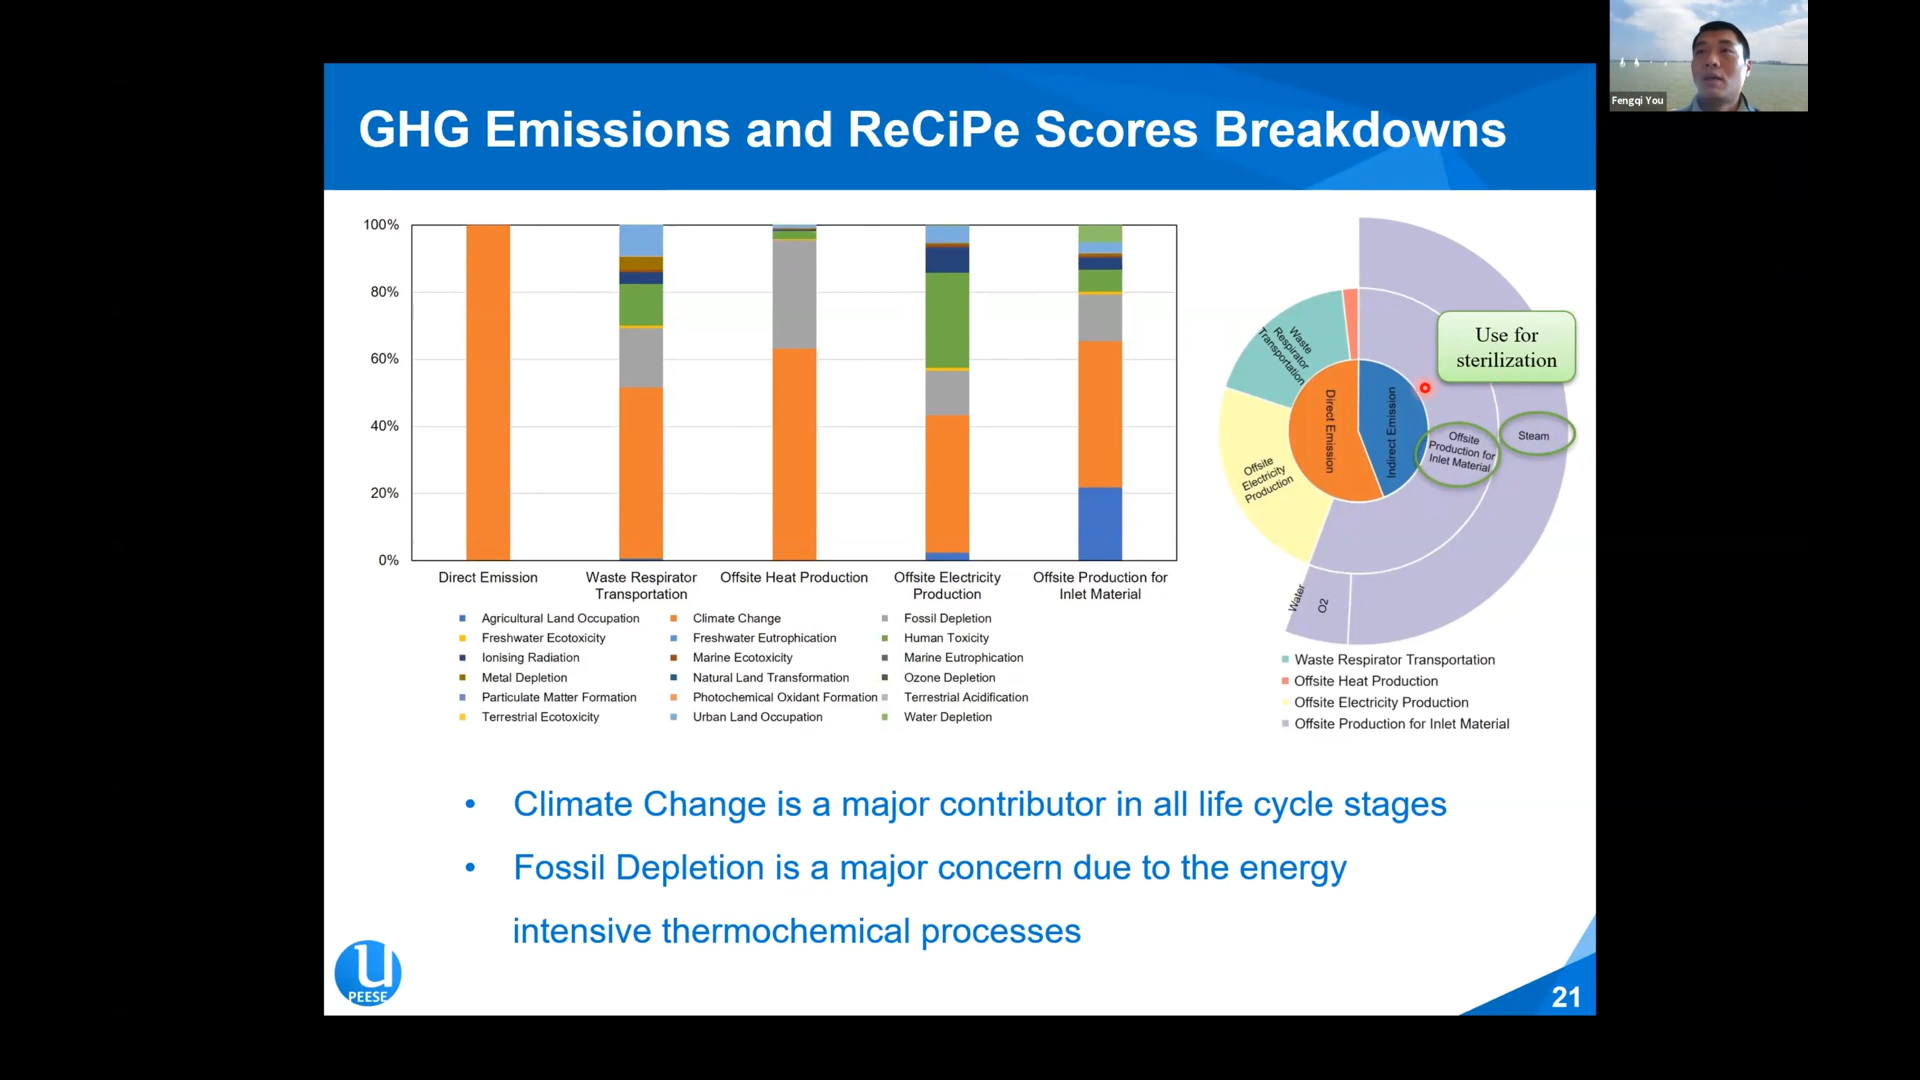 Fengqi You
GHG Emissions and ReCiPe Scores Breakdowns
100%
80%
60%
40%
20%
0%
Direct Emission
Waste Respirator
Transportation
Offsite Heat Production
Offsite Electricity
Production
Offsite Production for
Inlet Material
Agricultural Land Occupation
Climate Change
Fossil Depletion
Freshwater Ecotoxicity
Freshwater Eutrophication
Human Toxicity
Ionising Radiation
Marine Ecotoxicity
Marine Eutrophication
Metal Depletion
Natural Land Transformation
Ozone Depletion
Particulate Matter Formation
Photochemical Oxidant Formation
Terrestrial Acidification
Terrestrial Ecotoxicity
Urban Land Occupation
Water Depletion
Use for
sterilization
Waste
Respirator
Transportation
Direct Emission
Indirect Emission
Offsite
Production for
Inlet Material
Steam
Offsite
Electricity
Production
Water
O2
Waste Respirator Transportation
Offsite Heat Production
Offsite Electricity Production
Offsite Production for Inlet Material
• Climate Change is a major contributor in all life cycle stages
• Fossil Depletion is a major concern due to the energy
intensive thermochemical processes
U
PEESE
21